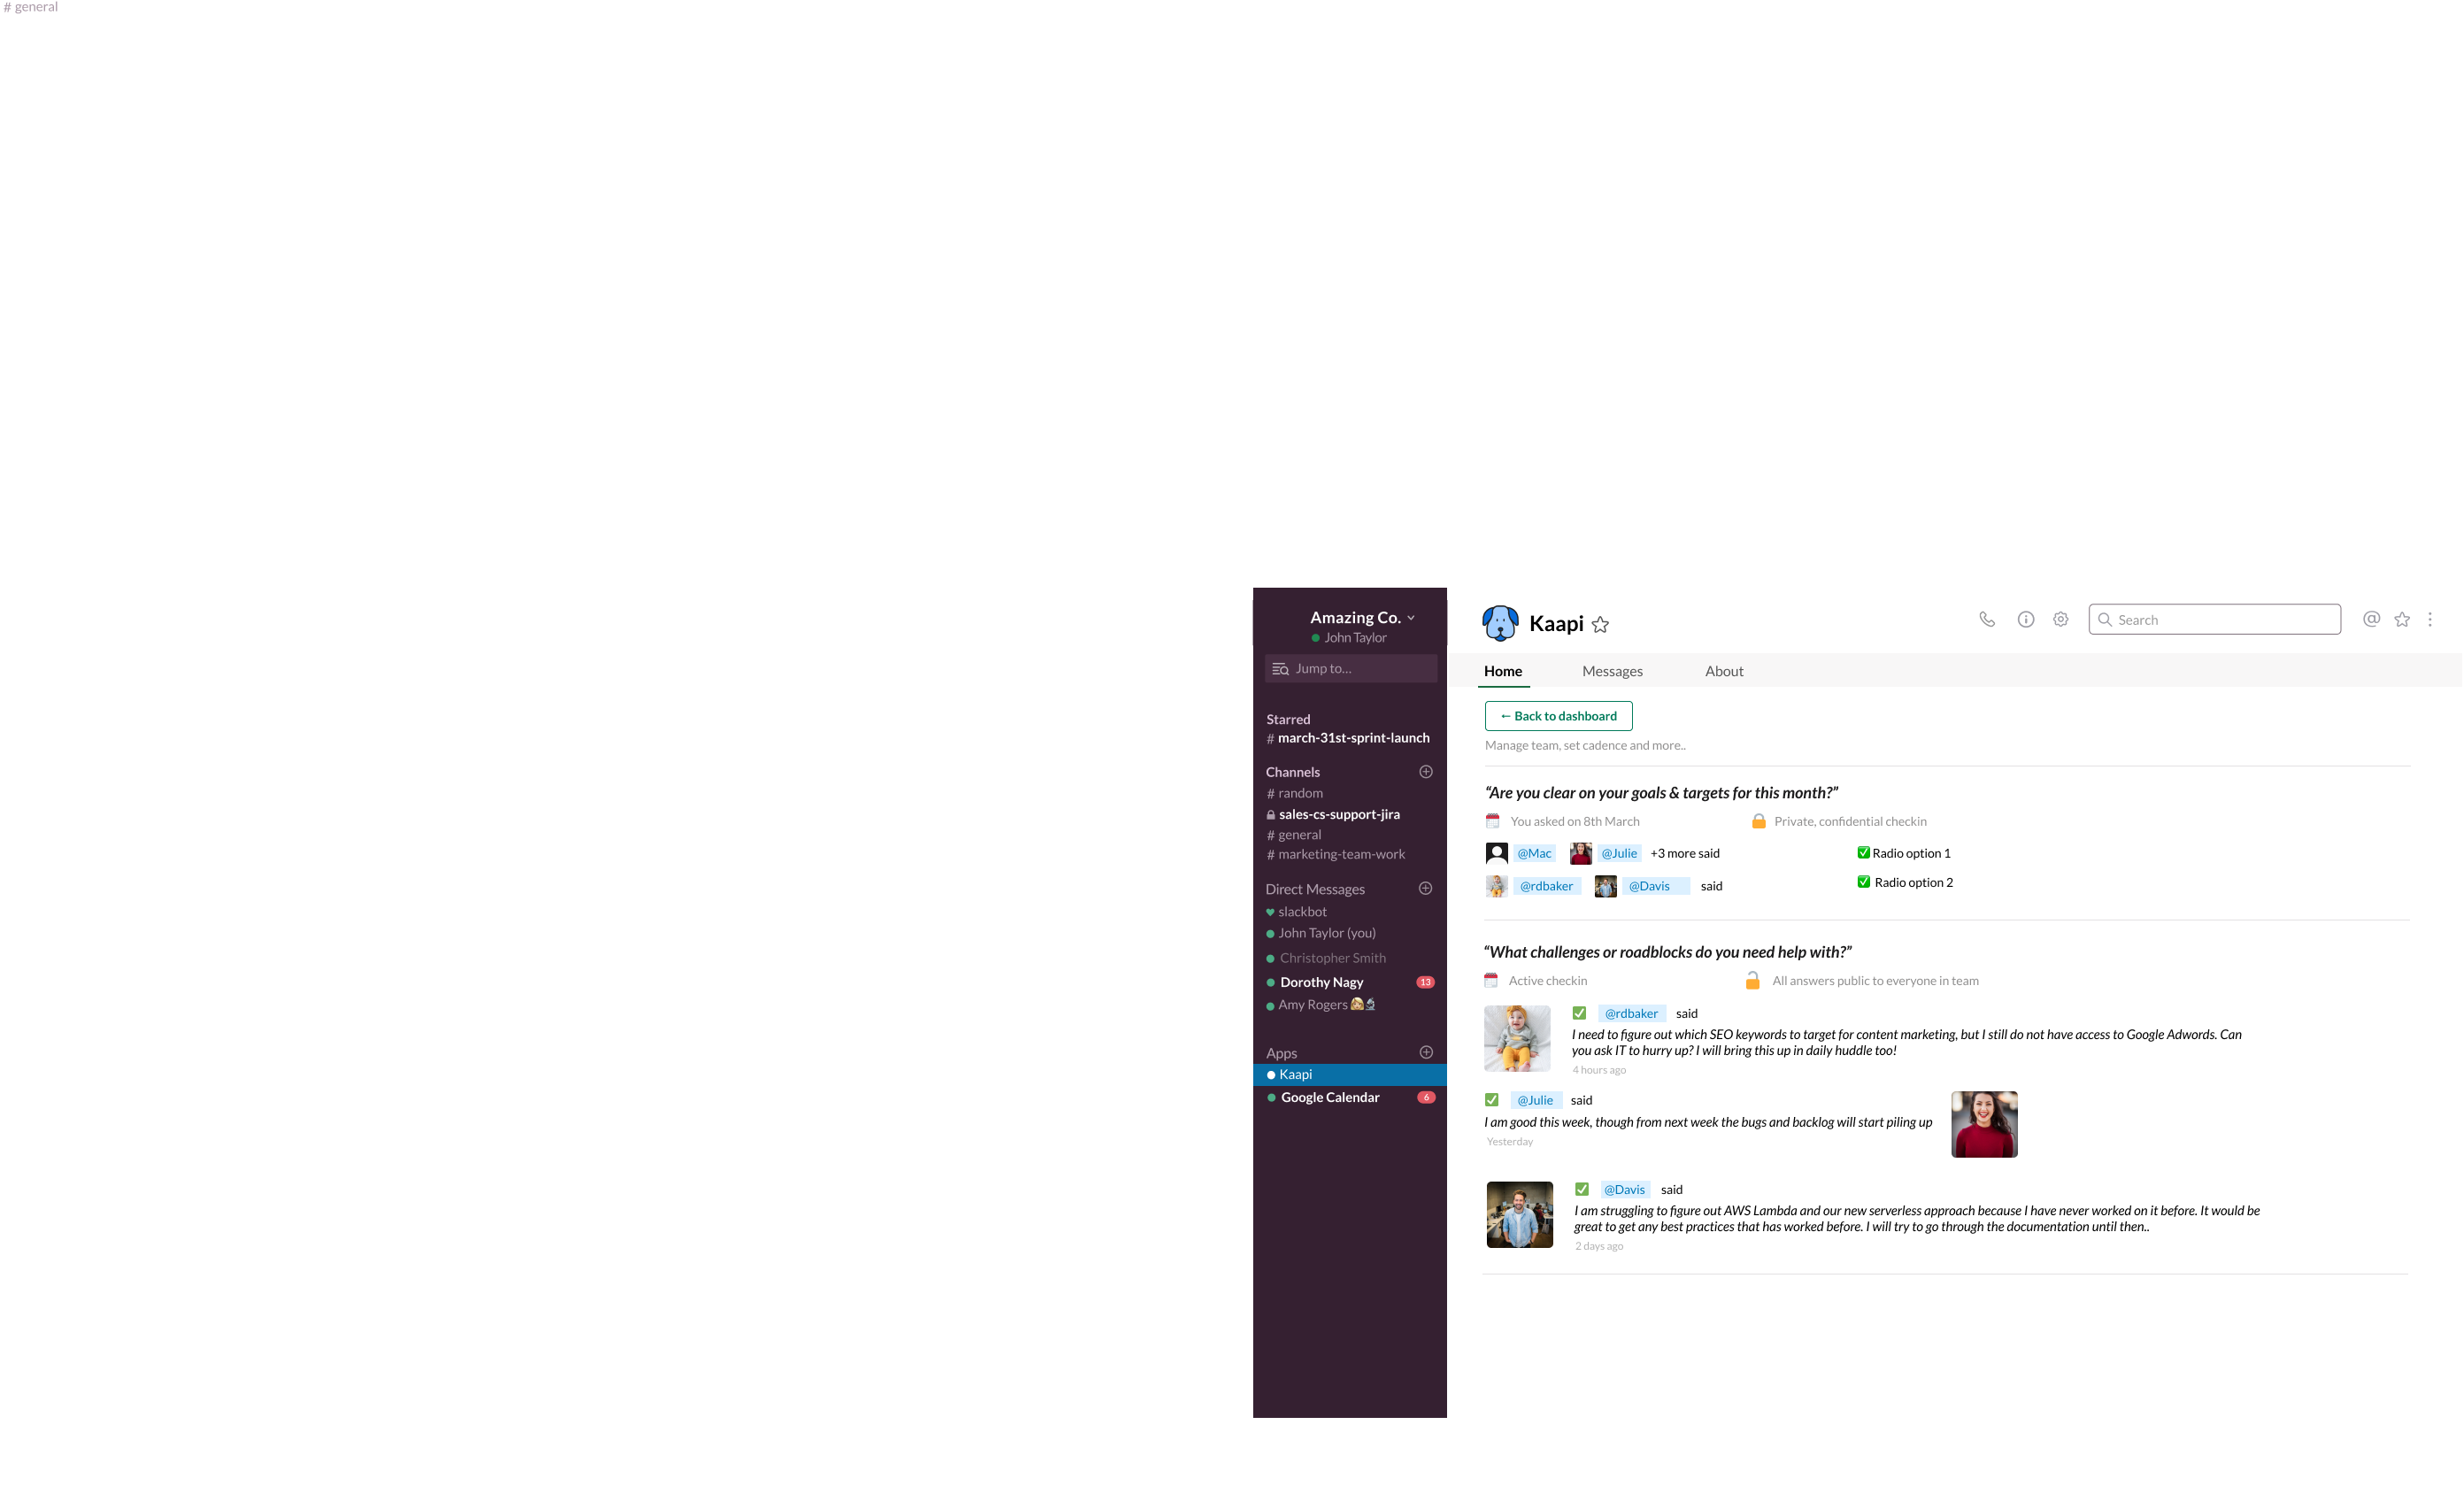 # general
Amazing Co.
John Taylor
Jump to...
Starred
# march-31st-sprint-launch
Channels
# random
sales-cs-support-jira
# general
# marketing-team-work
Direct Messages
slackbot
John Taylor (you)
Christopher Smith
Dorothy Nagy 13
Amy Rogers
Apps
Kaapi
Google Calendar 6
Kaapi
Search
@
Home Messages About
← Back to dashboard
Manage team, set cadence and more..
“Are you clear on your goals & targets for this month?”
You asked on 8th March Private, confidential checkin
@Mac @Julie +3 more said Radio option 1
@rdbaker @Davis said Radio option 2
“What challenges or roadblocks do you need help with?”
Active checkin All answers public to everyone in team
@rdbaker said
I need to figure out which SEO keywords to target for content marketing, but I still do not have access to Google Adwords. Can
you ask IT to hurry up? I will bring this up in daily huddle too!
4 hours ago
@Julie said
I am good this week, though from next week the bugs and backlog will start piling up
Yesterday
@Davis said
I am struggling to figure out AWS Lambda and our new serverless approach because I have never worked on it before. It would be
great to get any best practices that has worked before. I will try to go through the documentation until then..
2 days ago